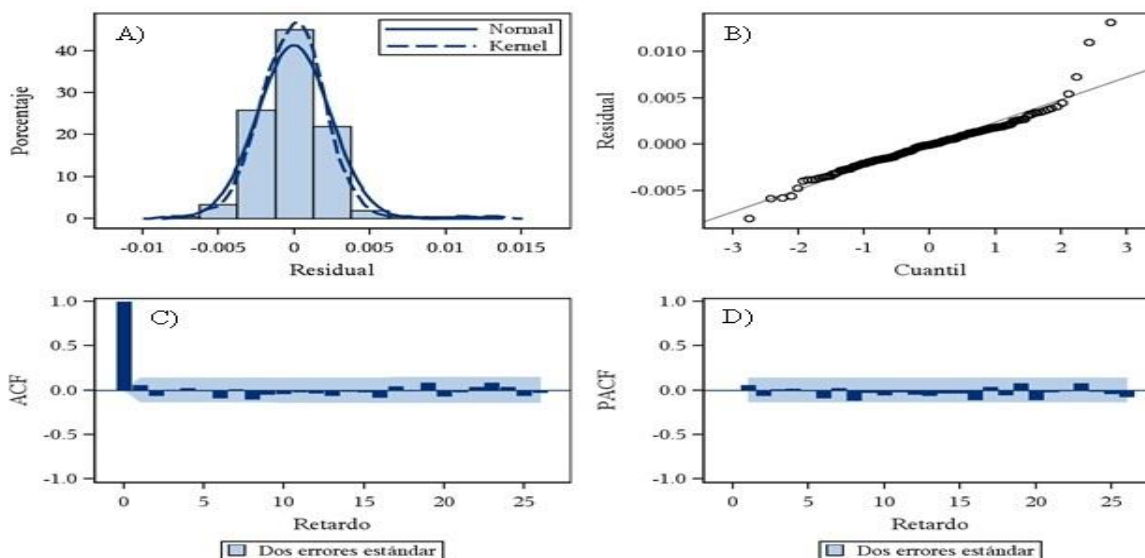 A)
Normal
Kernel
Porcentaje
40
30
20
10
0
-0.01 -0.005 0 0.005 0.01 0.015
Residual
B)
Residual
0.010
0.005
0.000
-0.005
-3 -2 -1 0 1 2 3
Cuantil
C)
ACF
1.0
0.5
0.0
-0.5
-1.0
0 5 10 15 20 25
Retardo
Dos errores estándar
D)
PACF
1.0
0.5
0.0
-0.5
-1.0
0 5 10 15 20 25
Retardo
Dos errores estándar